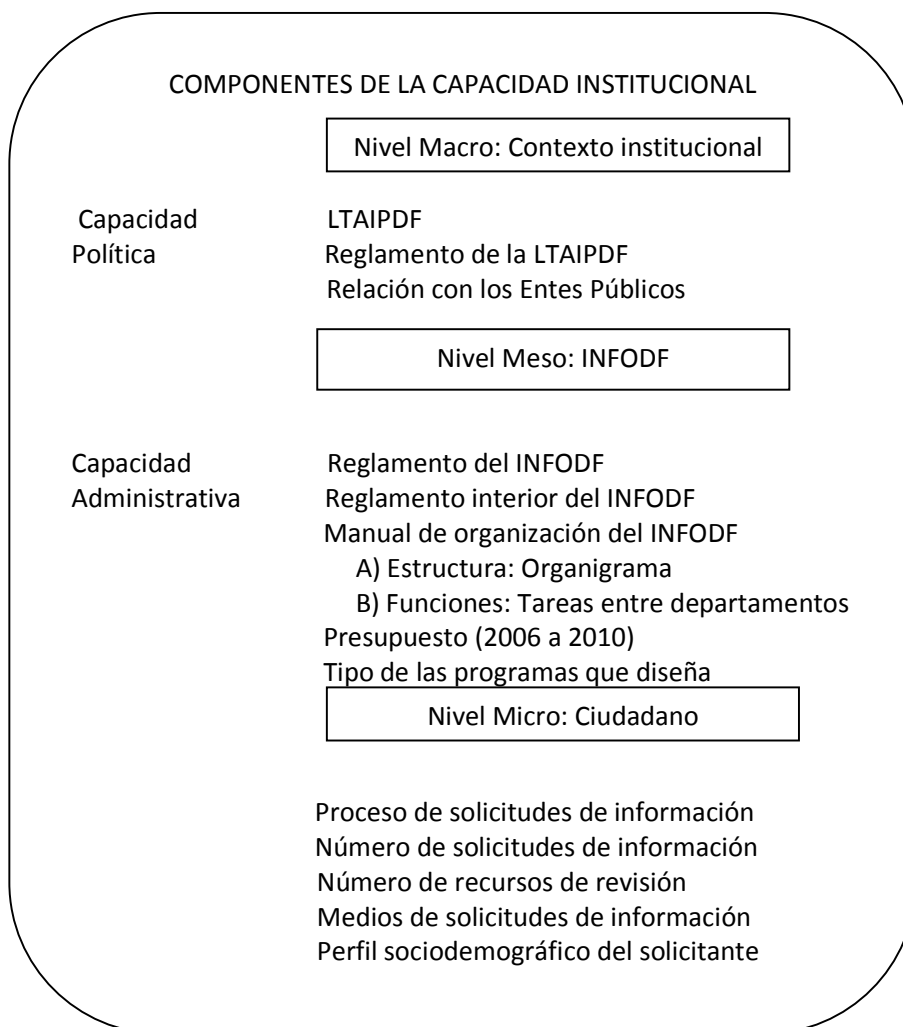 COMPONENTES DE LA CAPACIDAD INSTITUCIONAL
Nivel Macro: Contexto institucional
Capacidad LTAIPDF
Política Reglamento de la LTAIPDF
Relación con los Entes Públicos
Nivel Meso: INFODF
Capacidad Reglamento del INFODF
Administrativa Reglamento interior del INFODF
Manual de organización del INFODF
A) Estructura: Organigrama
B) Funciones: Tareas entre departamentos
Presupuesto (2006 a 2010)
Tipo de las programas que diseña
Nivel Micro: Ciudadano
Proceso de solicitudes de información
Número de solicitudes de información
Número de recursos de revisión
Medios de solicitudes de información
Perfil sociodemográfico del solicitante